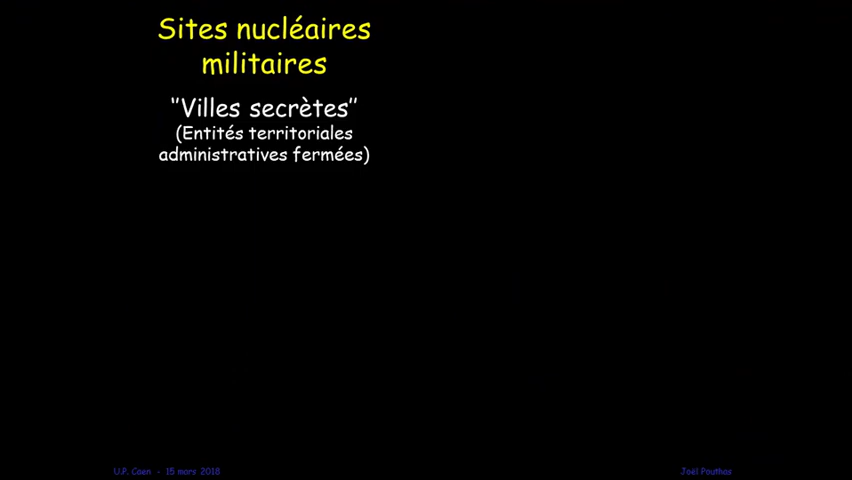 Sites nucléaires
militaires
‘‘Villes secrètes’’
(Entités territoriales
administratives fermées)
U.P. Caen - 15 mars 2018
Joël Pouthas